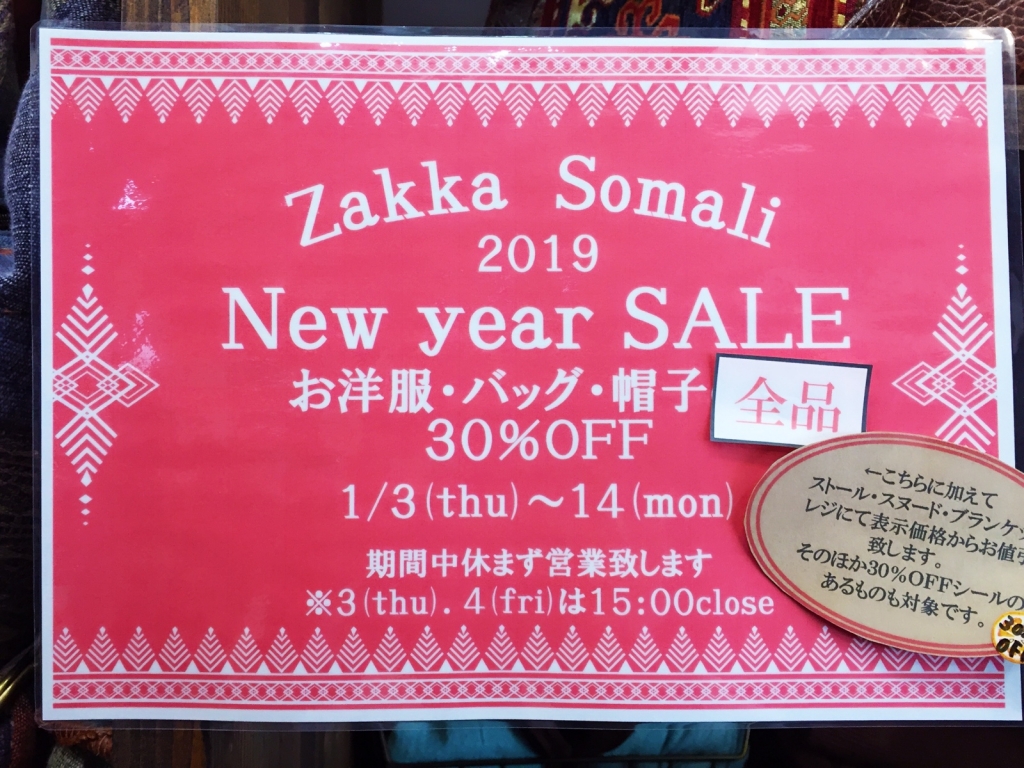 Zakka Somali
2019
New year SALE
お洋服・バッグ・帽子
全品
30%OFF
1/3(thu)～14(mon)
期間中休まず営業致します
※3(thu).4(fri)は15:00close
←こちらに加えて
ストール・スヌード・ブランケッ
レジにて表示価格からお値引
致します。
そのほか30%OFFシールの
あるものも対象です。
30
OFF